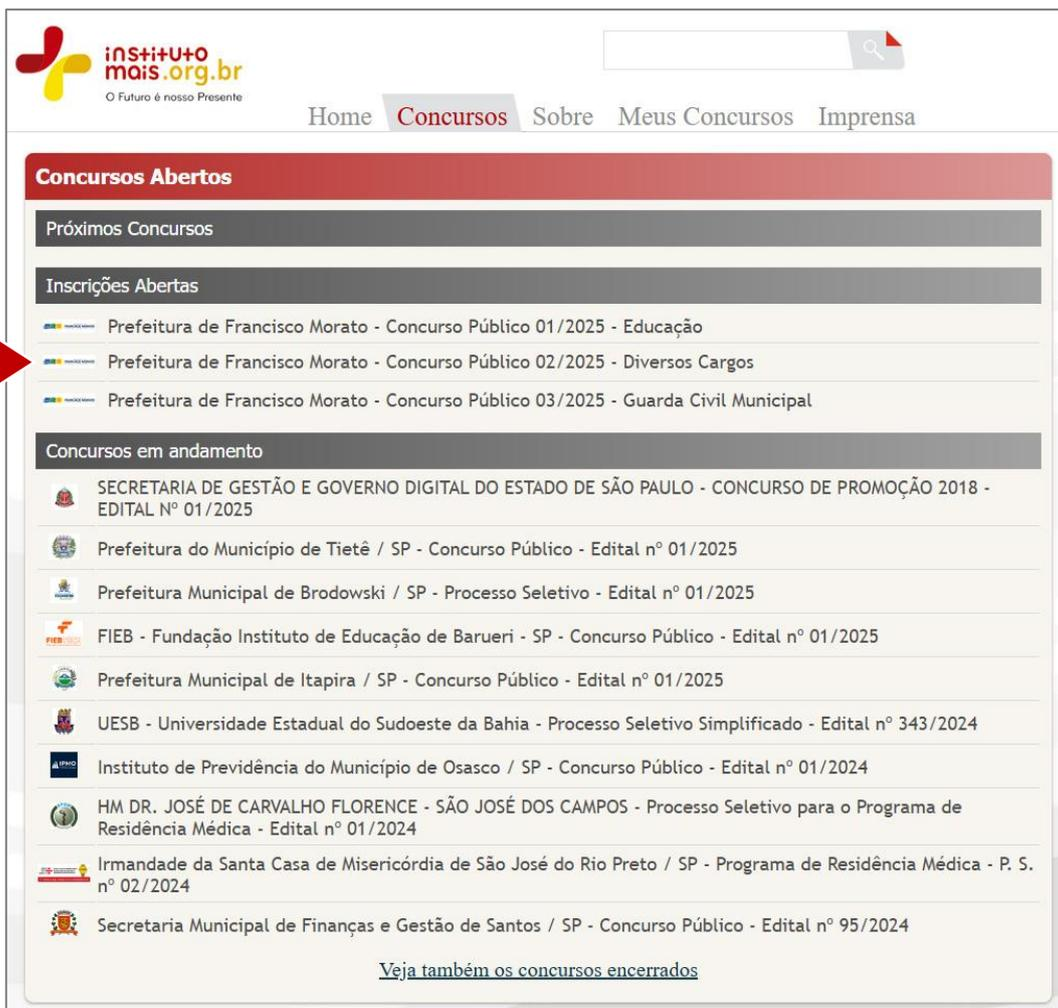 instituto
mais.org.br
O Futuro é nosso Presente
Home Concursos Sobre Meus Concursos Imprensa
Concursos Abertos
Próximos Concursos
Inscrições Abertas
Prefeitura de Francisco Morato - Concurso Público 01/2025 - Educação
Prefeitura de Francisco Morato - Concurso Público 02/2025 - Diversos Cargos
Prefeitura de Francisco Morato - Concurso Público 03/2025 - Guarda Civil Municipal
Concursos em andamento
SECRETARIA DE GESTÃO E GOVERNO DIGITAL DO ESTADO DE SÃO PAULO - CONCURSO DE PROMOÇÃO 2018 -
EDITAL Nº 01/2025
Prefeitura do Município de Tietê / SP - Concurso Público - Edital nº 01/2025
Prefeitura Municipal de Brodowski / SP - Processo Seletivo - Edital nº 01/2025
FIEB - Fundação Instituto de Educação de Barueri - SP - Concurso Público - Edital nº 01/2025
Prefeitura Municipal de Itapira / SP - Concurso Público - Edital nº 01/2025
UESB - Universidade Estadual do Sudoeste da Bahia - Processo Seletivo Simplificado - Edital nº 343/2024
IPMO Instituto de Previdência do Município de Osasco / SP - Concurso Público - Edital nº 01/2024
HM DR. JOSÉ DE CARVALHO FLORENCE - SÃO JOSÉ DOS CAMPOS - Processo Seletivo para o Programa de
Residência Médica - Edital nº 01/2024
Irmandade da Santa Casa de Misericórdia de São José do Rio Preto / SP - Programa de Residência Médica - P. S.
nº 02/2024
Secretaria Municipal de Finanças e Gestão de Santos / SP - Concurso Público - Edital nº 95/2024
Veja também os concursos encerrados